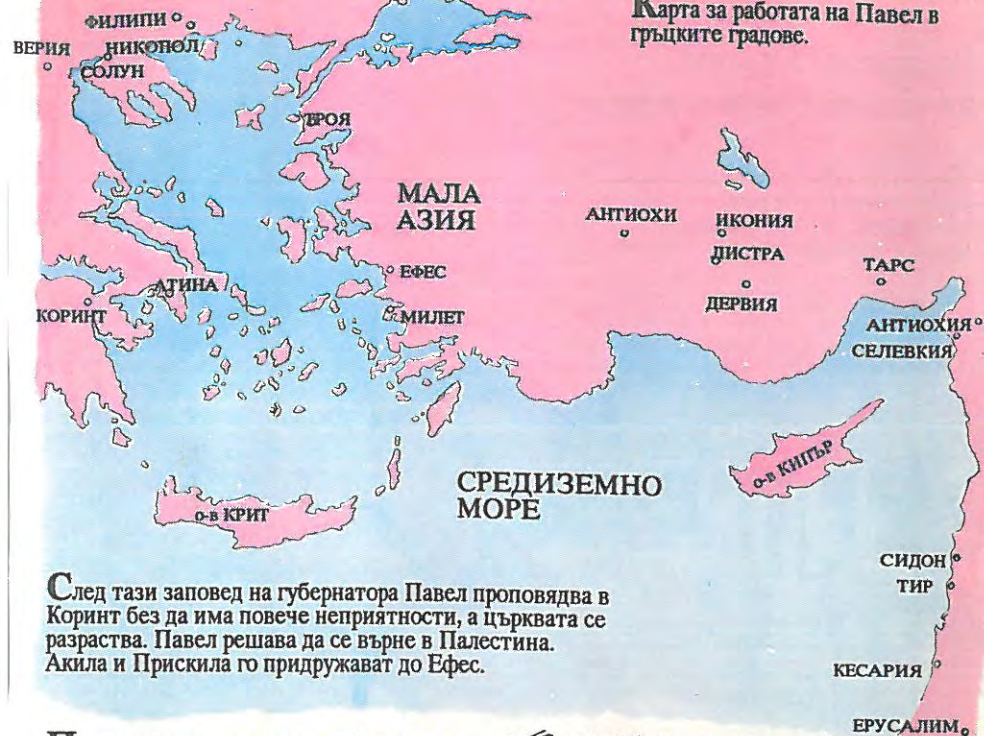 Карта за работата на Павел в
гръцките градове.
ФИЛИПИ
ВЕРИЯ
НИКОПОЛ
СОЛУН
ТРОЯ
МАЛА
АЗИЯ
АНТИОХИ
ИКОНИЯ
ЛИСТРА
ДЕРВИЯ
ТАРС
ЕФЕС
АТИНА
КОРИНТ
МИЛЕТ
АНТИОХИЯ
СЕЛЕВКИЯ
о-в КИПЪР
СРЕДИЗЕМНО
МОРЕ
о-в КРИТ
СИДОН
ТИР
КЕСАРИЯ
ЕРУСАЛИМ
След тази заповед на губернатора Павел проповядва в
Коринт без да има повече неприятности, а църквата се
разраства. Павел решава да се върне в Палестина.
Акила и Прискила го придружават до Ефес.